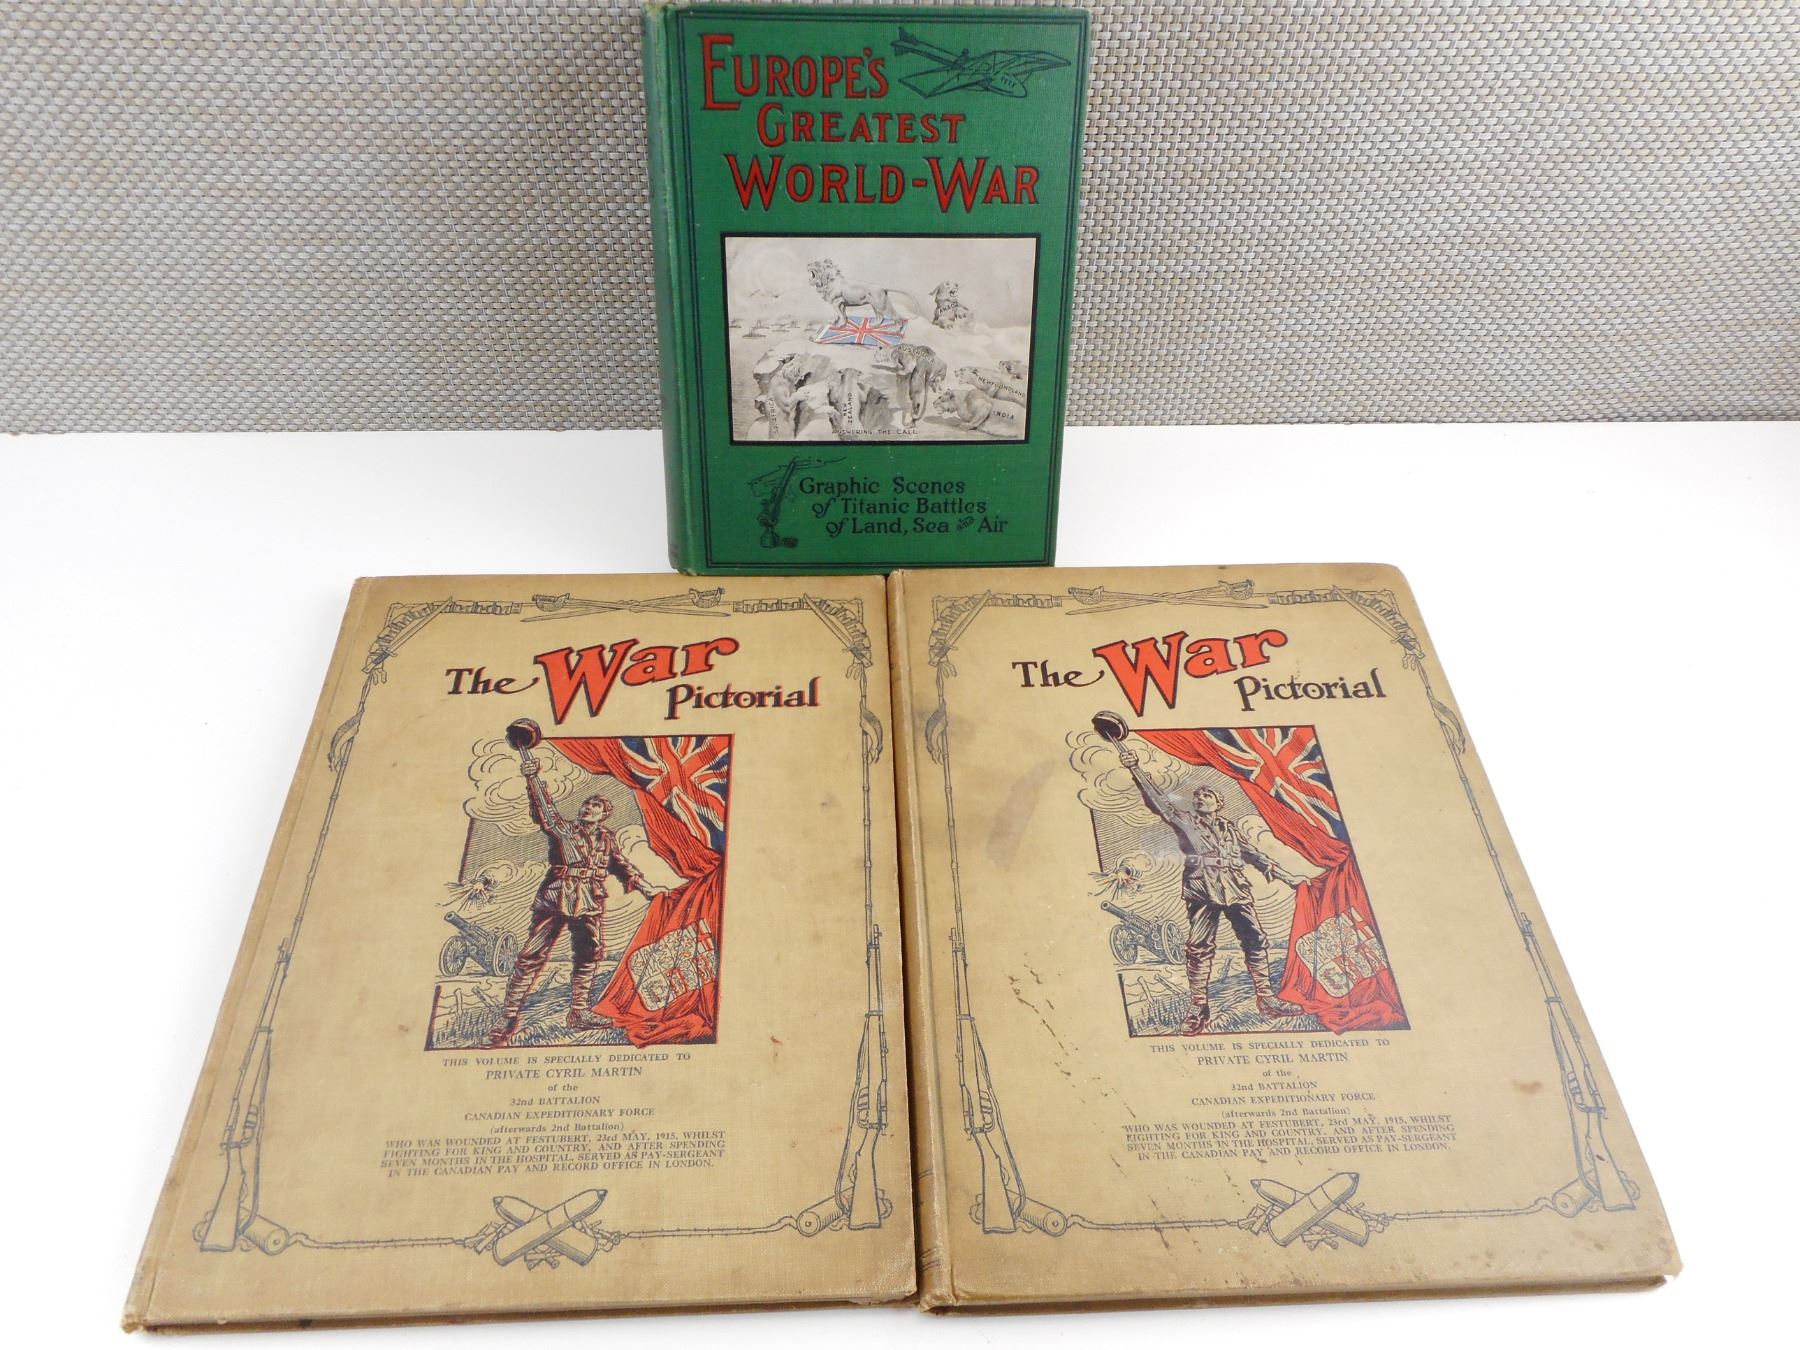 EUROPE'S
GREATEST
WORLD-WAR
CANADA
AUSTRALIA
NEWFOUNDLAND
INDIA
SO. AFRICA
NEW
ZEALAND
ANSWERING THE CALL
Graphic Scenes
of Titanic Battles
of Land, Sea and Air
The War
Pictorial
THIS VOLUME IS SPECIALLY DEDICATED TO
PRIVATE CYRIL MARTIN
of the
32nd BATTALION
CANADIAN EXPEDITIONARY FORCE
(afterwards 2nd Battalion)
WHO WAS WOUNDED AT FESTUBERT, 23rd MAY, 1915, WHILST
FIGHTING FOR KING AND COUNTRY, AND AFTER SPENDING
SEVEN MONTHS IN THE HOSPITAL, SERVED AS PAY-SERGEANT
IN THE CANADIAN PAY AND RECORD OFFICE IN LONDON.
The War
Pictorial
THIS VOLUME IS SPECIALLY DEDICATED TO
PRIVATE CYRIL MARTIN
of the
32nd BATTALION
CANADIAN EXPEDITIONARY FORCE
(afterwards 2nd Battalion)
WHO WAS WOUNDED AT FESTUBERT, 23rd MAY, 1915, WHILST
FIGHTING FOR KING AND COUNTRY, AND AFTER SPENDING
SEVEN MONTHS IN THE HOSPITAL, SERVED AS PAY-SERGEANT
IN THE CANADIAN PAY AND RECORD OFFICE IN LONDON.